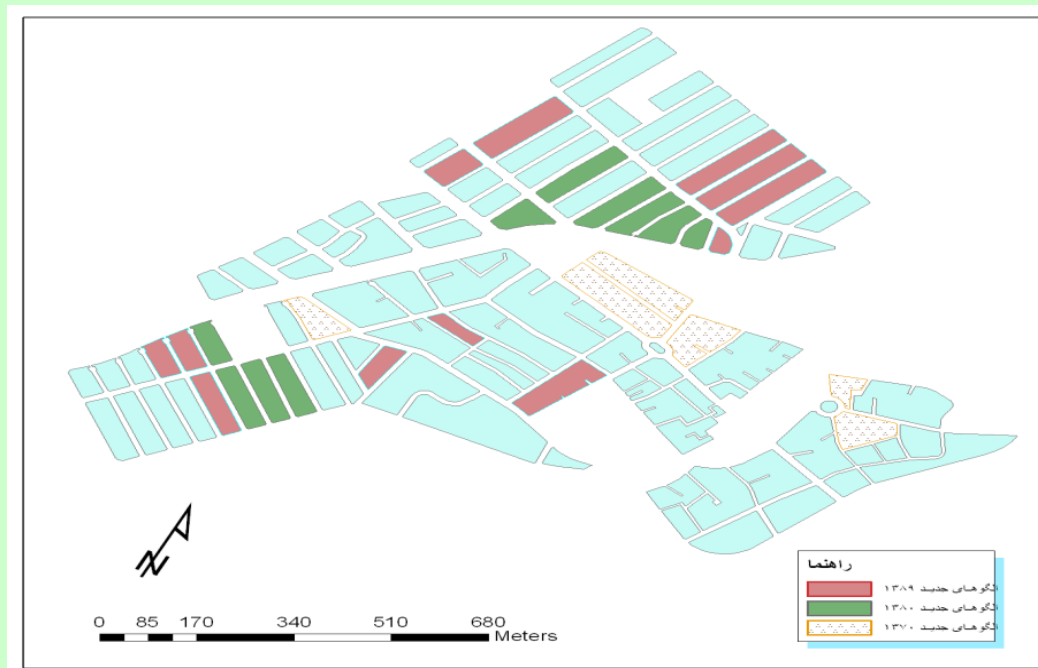 N
راهنما
الگوهای جدید ۱۳۸۹
الگوهای جدید ۱۳۸۰
الگوهای جدید ۱۳۷۰
0 85 170 340 510 680
Meters